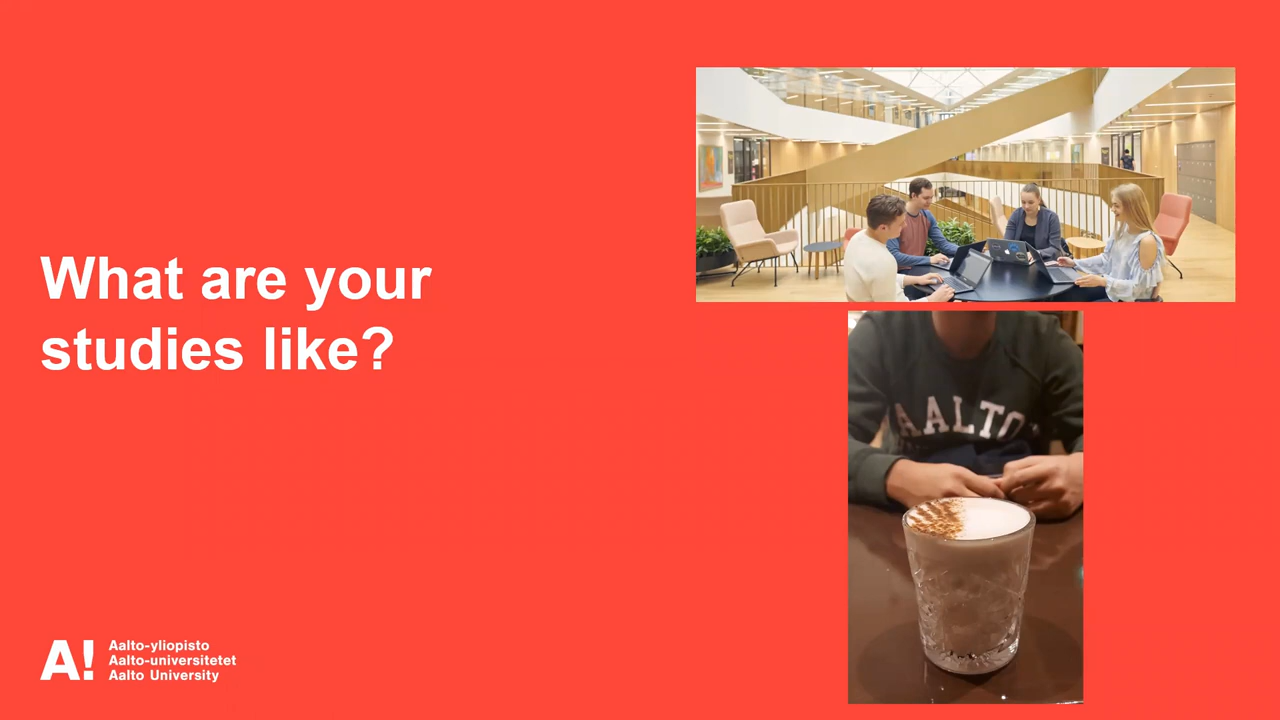 What are your
studies like?
AALTO
A!
Aalto-yliopisto
Aalto-universitetet
Aalto University